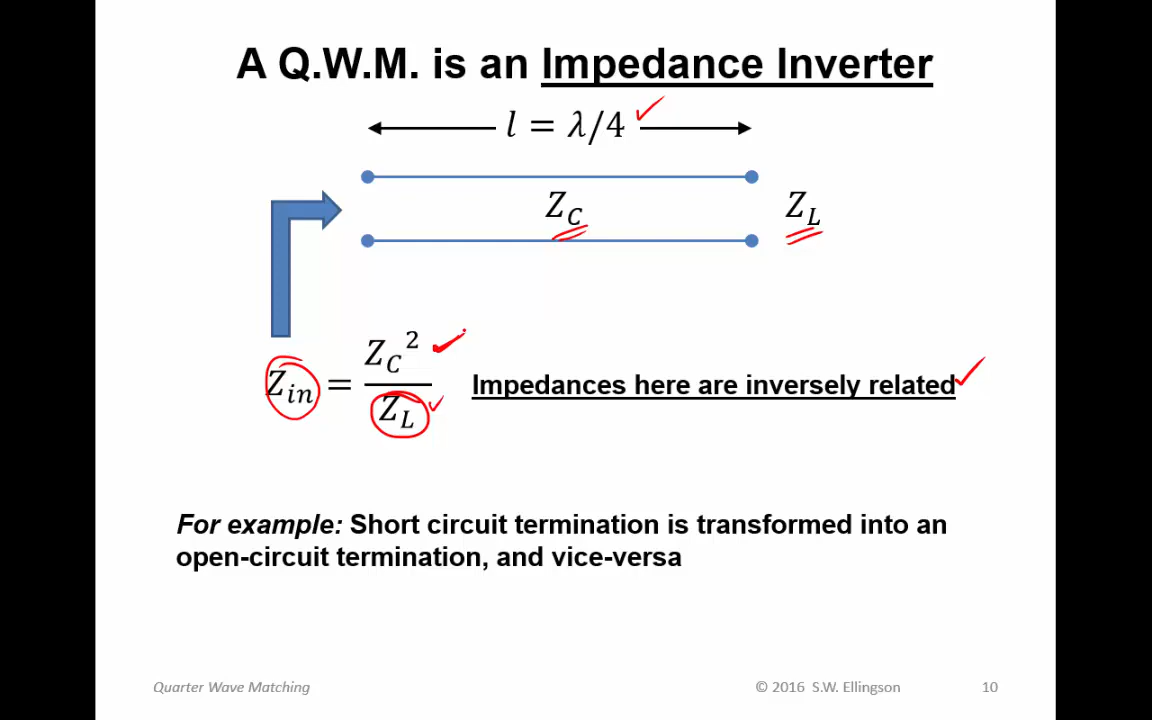 A Q.W.M. is an Impedance Inverter
l = λ/4
Z_C
Z_L
Z_in = Z_C² / Z_L
Impedances here are inversely related
For example: Short circuit termination is transformed into an
open-circuit termination, and vice-versa
Quarter Wave Matching
© 2016 S.W. Ellingson
10